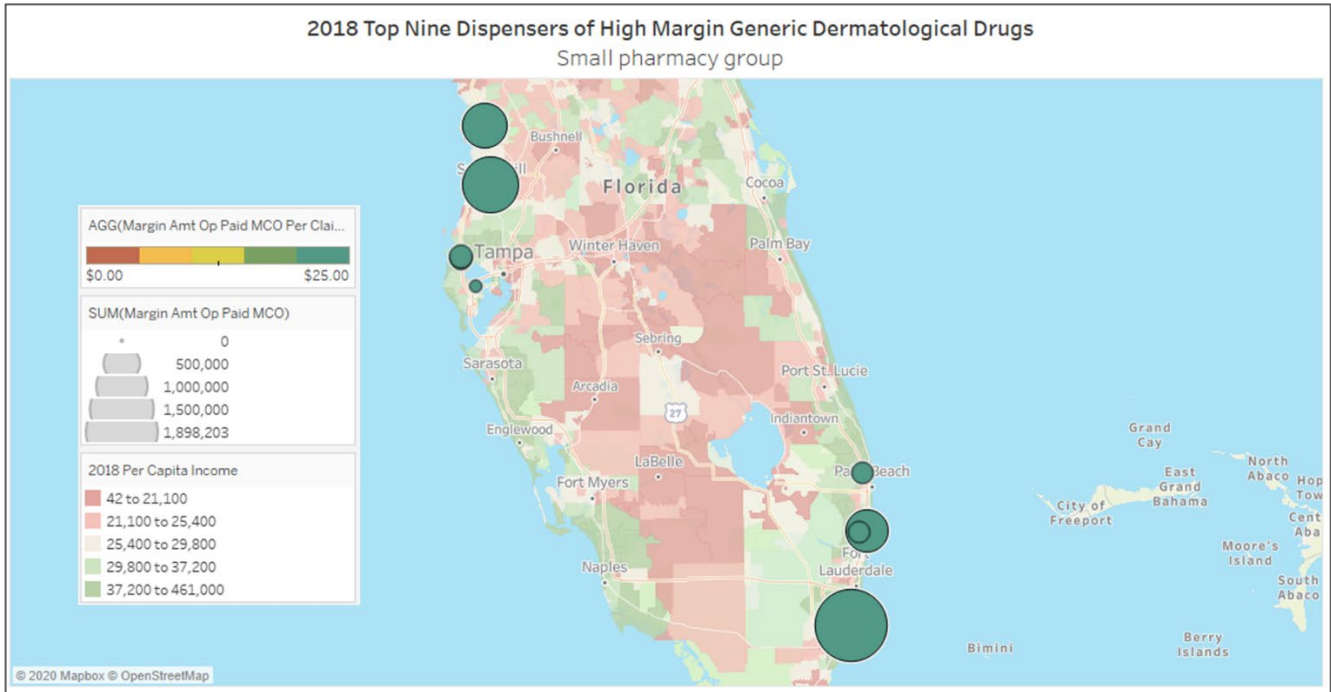 2018 Top Nine Dispensers of High Margin Generic Dermatological Drugs
Small pharmacy group
Bushnell
Florida
Cocoa
Tampa
Winter Haven
Palm Bay
Sebring
Sarasota
Arcadia
Port St. Lucie
27
Indiantown
Englewood
LaBelle
Fort Myers
Beach
Naples
Lauderdale
Grand
Cay
North
Abaco
East
Grand
Bahama
City of
Freeport
Moore's
Island
South
Abaco
Bimini
Berry
Islands
AGG(Margin Amt Op Paid MCO Per Clai...
$0.00 $25.00
SUM(Margin Amt Op Paid MCO)
0
500,000
1,000,000
1,500,000
1,898,203
2018 Per Capita Income
42 to 21,100
21,100 to 25,400
25,400 to 29,800
29,800 to 37,200
37,200 to 461,000
© 2020 Mapbox © OpenStreetMap